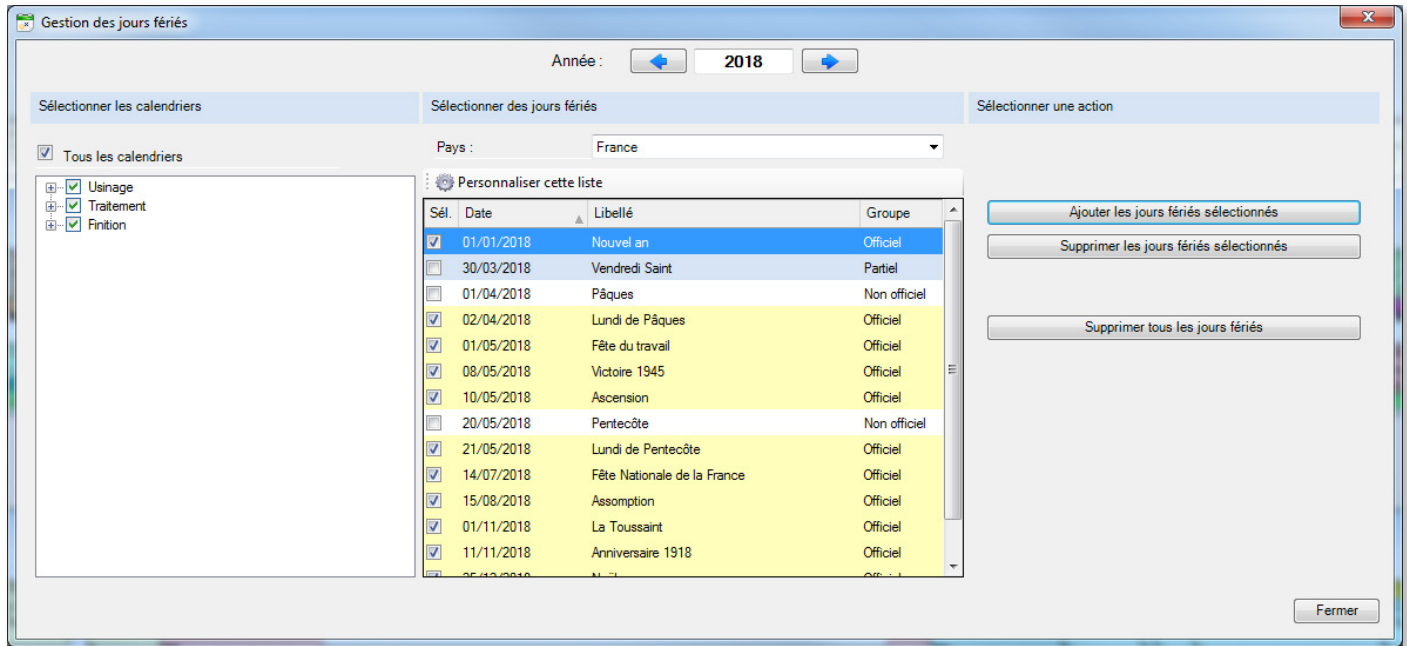 Gestion des jours fériés
Année : 2018
Sélectionner les calendriers
Tous les calendriers
Usinage
Traitement
Finition
Sélectionner des jours fériés
Pays : France
Personnaliser cette liste
Sél. Date Libellé Groupe
01/01/2018 Nouvel an Officiel
30/03/2018 Vendredi Saint Partiel
01/04/2018 Pâques Non officiel
02/04/2018 Lundi de Pâques Officiel
01/05/2018 Fête du travail Officiel
08/05/2018 Victoire 1945 Officiel
10/05/2018 Ascension Officiel
20/05/2018 Pentecôte Non officiel
21/05/2018 Lundi de Pentecôte Officiel
14/07/2018 Fête Nationale de la France Officiel
15/08/2018 Assomption Officiel
01/11/2018 La Toussaint Officiel
11/11/2018 Anniversaire 1918 Officiel
Sélectionner une action
Ajouter les jours fériés sélectionnés
Supprimer les jours fériés sélectionnés
Supprimer tous les jours fériés
Fermer